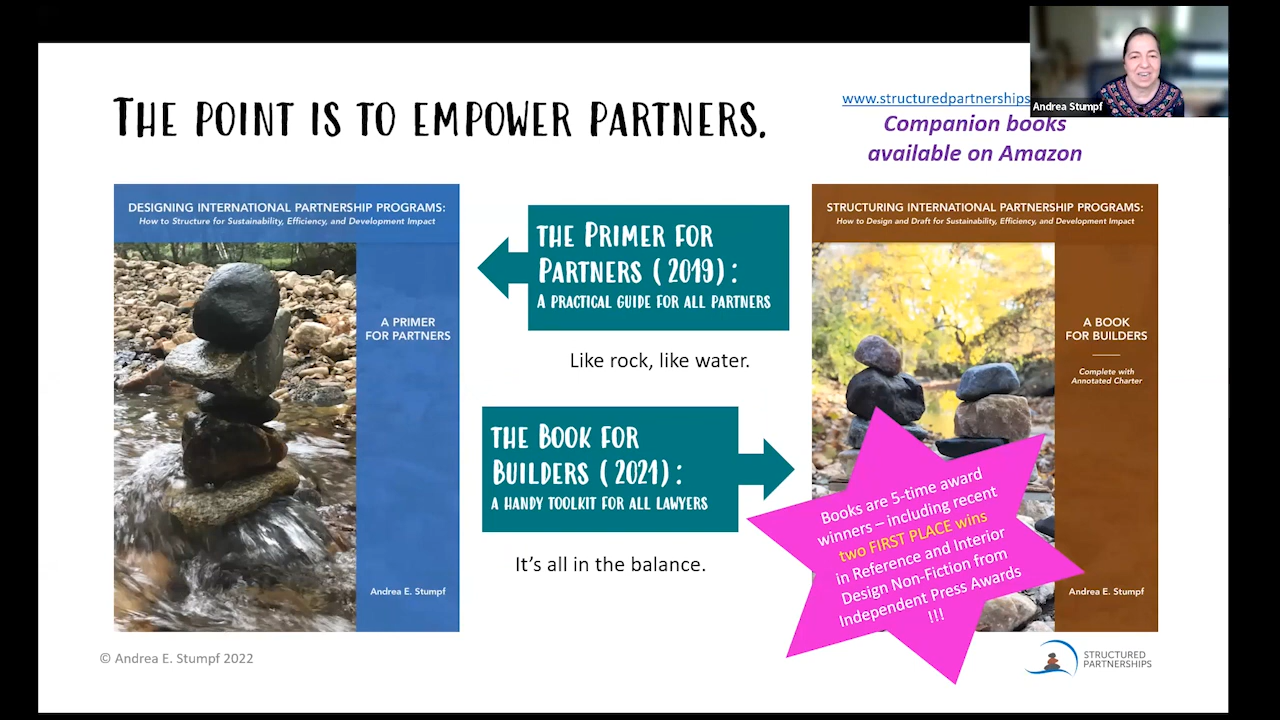 THE POINT IS TO EMPOWER PARTNERS.
www.structuredpartnerships
Companion books
available on Amazon
Andrea Stumpf
DESIGNING INTERNATIONAL PARTNERSHIP PROGRAMS:
How to Structure for Sustainability, Efficiency, and Development Impact
A PRIMER
FOR PARTNERS
Andrea E. Stumpf
THE PRIMER FOR
PARTNERS (2019):
A PRACTICAL GUIDE FOR ALL PARTNERS
Like rock, like water.
THE BOOK FOR
BUILDERS (2021):
A HANDY TOOLKIT FOR ALL LAWYERS
It's all in the balance.
STRUCTURING INTERNATIONAL PARTNERSHIP PROGRAMS:
How to Design and Draft for Sustainability, Efficiency, and Development Impact
A BOOK
FOR BUILDERS
Complete with
Annotated Charter
Andrea E. Stumpf
Books are 5-time award
winners – including recent
two FIRST PLACE wins
in Reference and Interior
Design Non-Fiction from
Independent Press Awards
!!!
© Andrea E. Stumpf 2022
STRUCTURED
PARTNERSHIPS